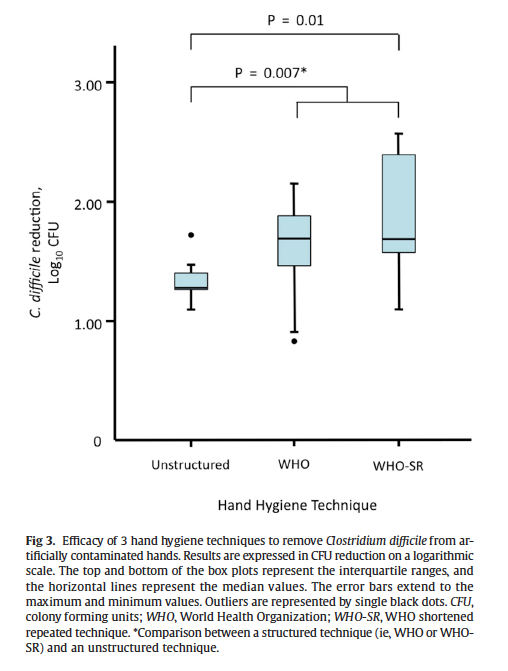 P = 0.01
P = 0.007*
3.00
2.00
1.00
0
C. difficile reduction,
Log10 CFU
Unstructured
WHO
WHO-SR
Hand Hygiene Technique
Fig 3. Efficacy of 3 hand hygiene techniques to remove Clostridium difficile from ar-
tificially contaminated hands. Results are expressed in CFU reduction on a logarithmic
scale. The top and bottom of the box plots represent the interquartile ranges, and
the horizontal lines represent the median values. The error bars extend to the
maximum and minimum values. Outliers are represented by single black dots. CFU,
colony forming units; WHO, World Health Organization; WHO-SR, WHO shortened
repeated technique. *Comparison between a structured technique (ie, WHO or WHO-
SR) and an unstructured technique.